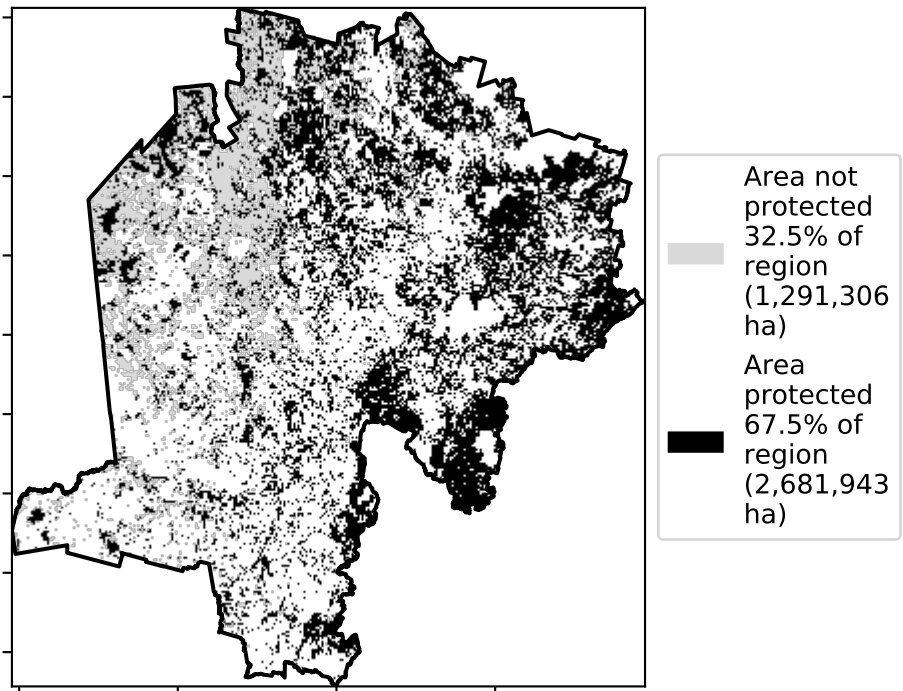 Area not
protected
32.5% of
region
(1,291,306
ha)
Area
protected
67.5% of
region
(2,681,943
ha)